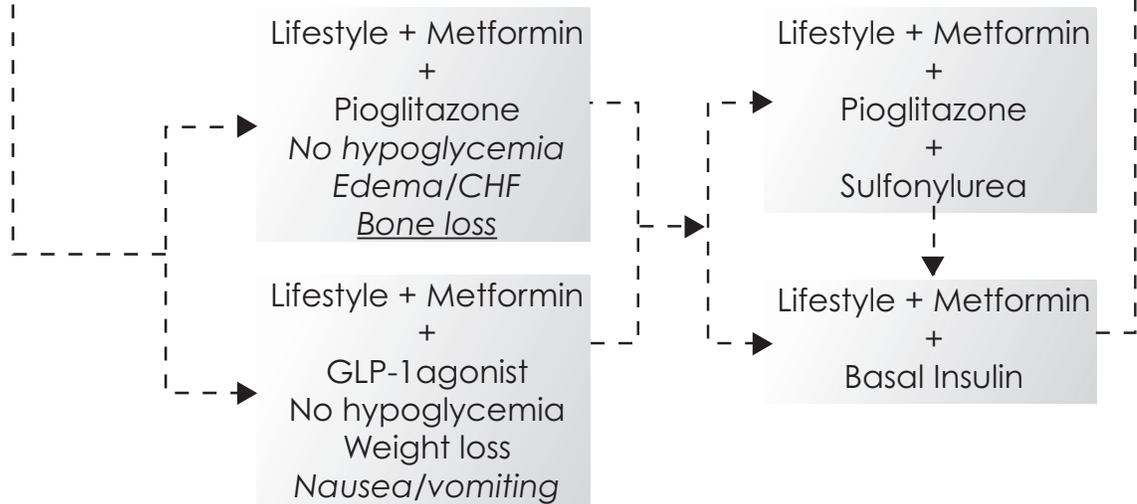 Lifestyle + Metformin
+
Pioglitazone
No hypoglycemia
Edema/CHF
Bone loss
Lifestyle + Metformin
+
GLP-1agonist
No hypoglycemia
Weight loss
Nausea/vomiting
Lifestyle + Metformin
+
Pioglitazone
+
Sulfonylurea
Lifestyle + Metformin
+
Basal Insulin